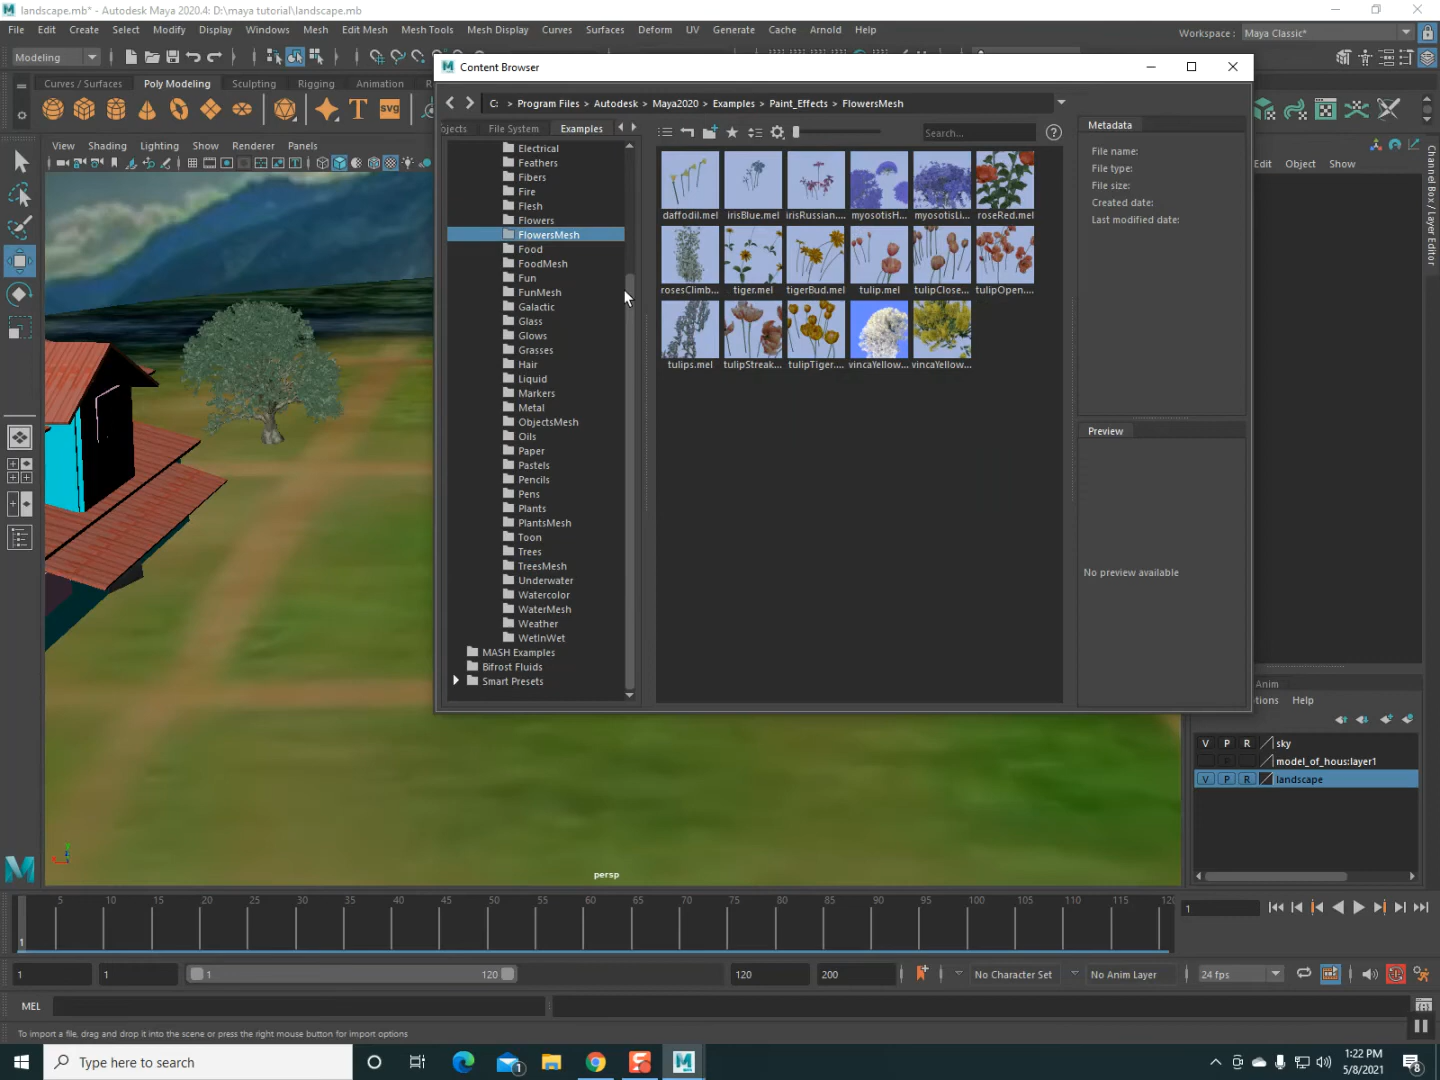 landscape.mb* - Autodesk Maya 2020.4: D:\maya tutorial\landscape.mb
File Edit Create Select Modify Display Windows Mesh Edit Mesh Mesh Tools Mesh Display Curves Surfaces Deform UV Generate Cache Arnold Help
Workspace : Maya Classic*
Modeling
Content Browser
Curves / Surfaces Poly Modeling Sculpting Rigging Animation
SVG
C: > Program Files > Autodesk > Maya2020 > Examples > Paint_Effects > FlowersMesh
View Shading Lighting Show Renderer Panels
ojects File System Examples
Search...
?
Electrical
Feathers
Fibers
Fire
Flesh
Flowers
FlowersMesh
Food
FoodMesh
Fun
FunMesh
Galactic
Glass
Glows
Grasses
Hair
Liquid
Markers
Metal
ObjectsMesh
Oils
Paper
Pastels
Pencils
Pens
Plants
PlantsMesh
Toon
Trees
TreesMesh
Underwater
Watercolor
WaterMesh
Weather
WetInWet
MASH Examples
Bifrost Fluids
Smart Presets
daffodil.mel irisBlue.mel irisRussian.... myosotisH... myosotisLi... roseRed.mel
rosesClimb... tiger.mel tigerBud.mel tulip.mel tulipClose... tulipOpen....
tulips.mel tulipStreak... tulipTiger.... vincaYellow... vincaYellow...
Metadata
File name:
File type:
File size:
Created date:
Last modified date:
Preview
No preview available
Edit Object Show
Channel Box / Layer Editor
Anim
tions Help
V P R sky
model_of_hous:layer1
V P R landscape
persp
5 10 15 20 25 30 35 40 45 50 55 60 65 70 75 80 85 90 95 100 105 110 115 12
1
1
1 1 1 120 120 200 No Character Set No Anim Layer 24 fps
MEL
To import a file, drag and drop it into the scene or press the right mouse button for import options
Type here to search
1
1:22 PM
5/8/2021
8